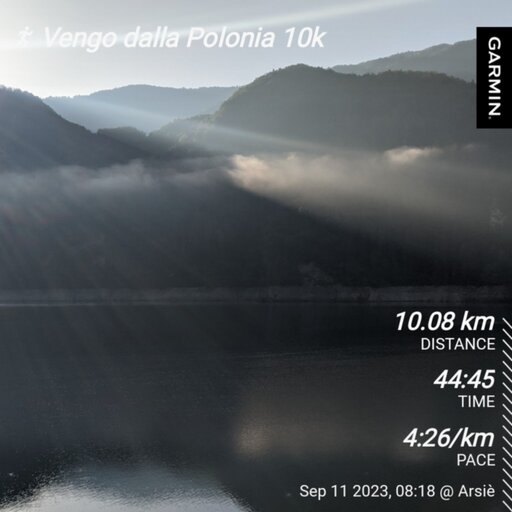 Vengo dalla Polonia 10k
GARMIN.
10.08 km
DISTANCE
44:45
TIME
4:26/km
PACE
Sep 11 2023, 08:18 @ Arsiè